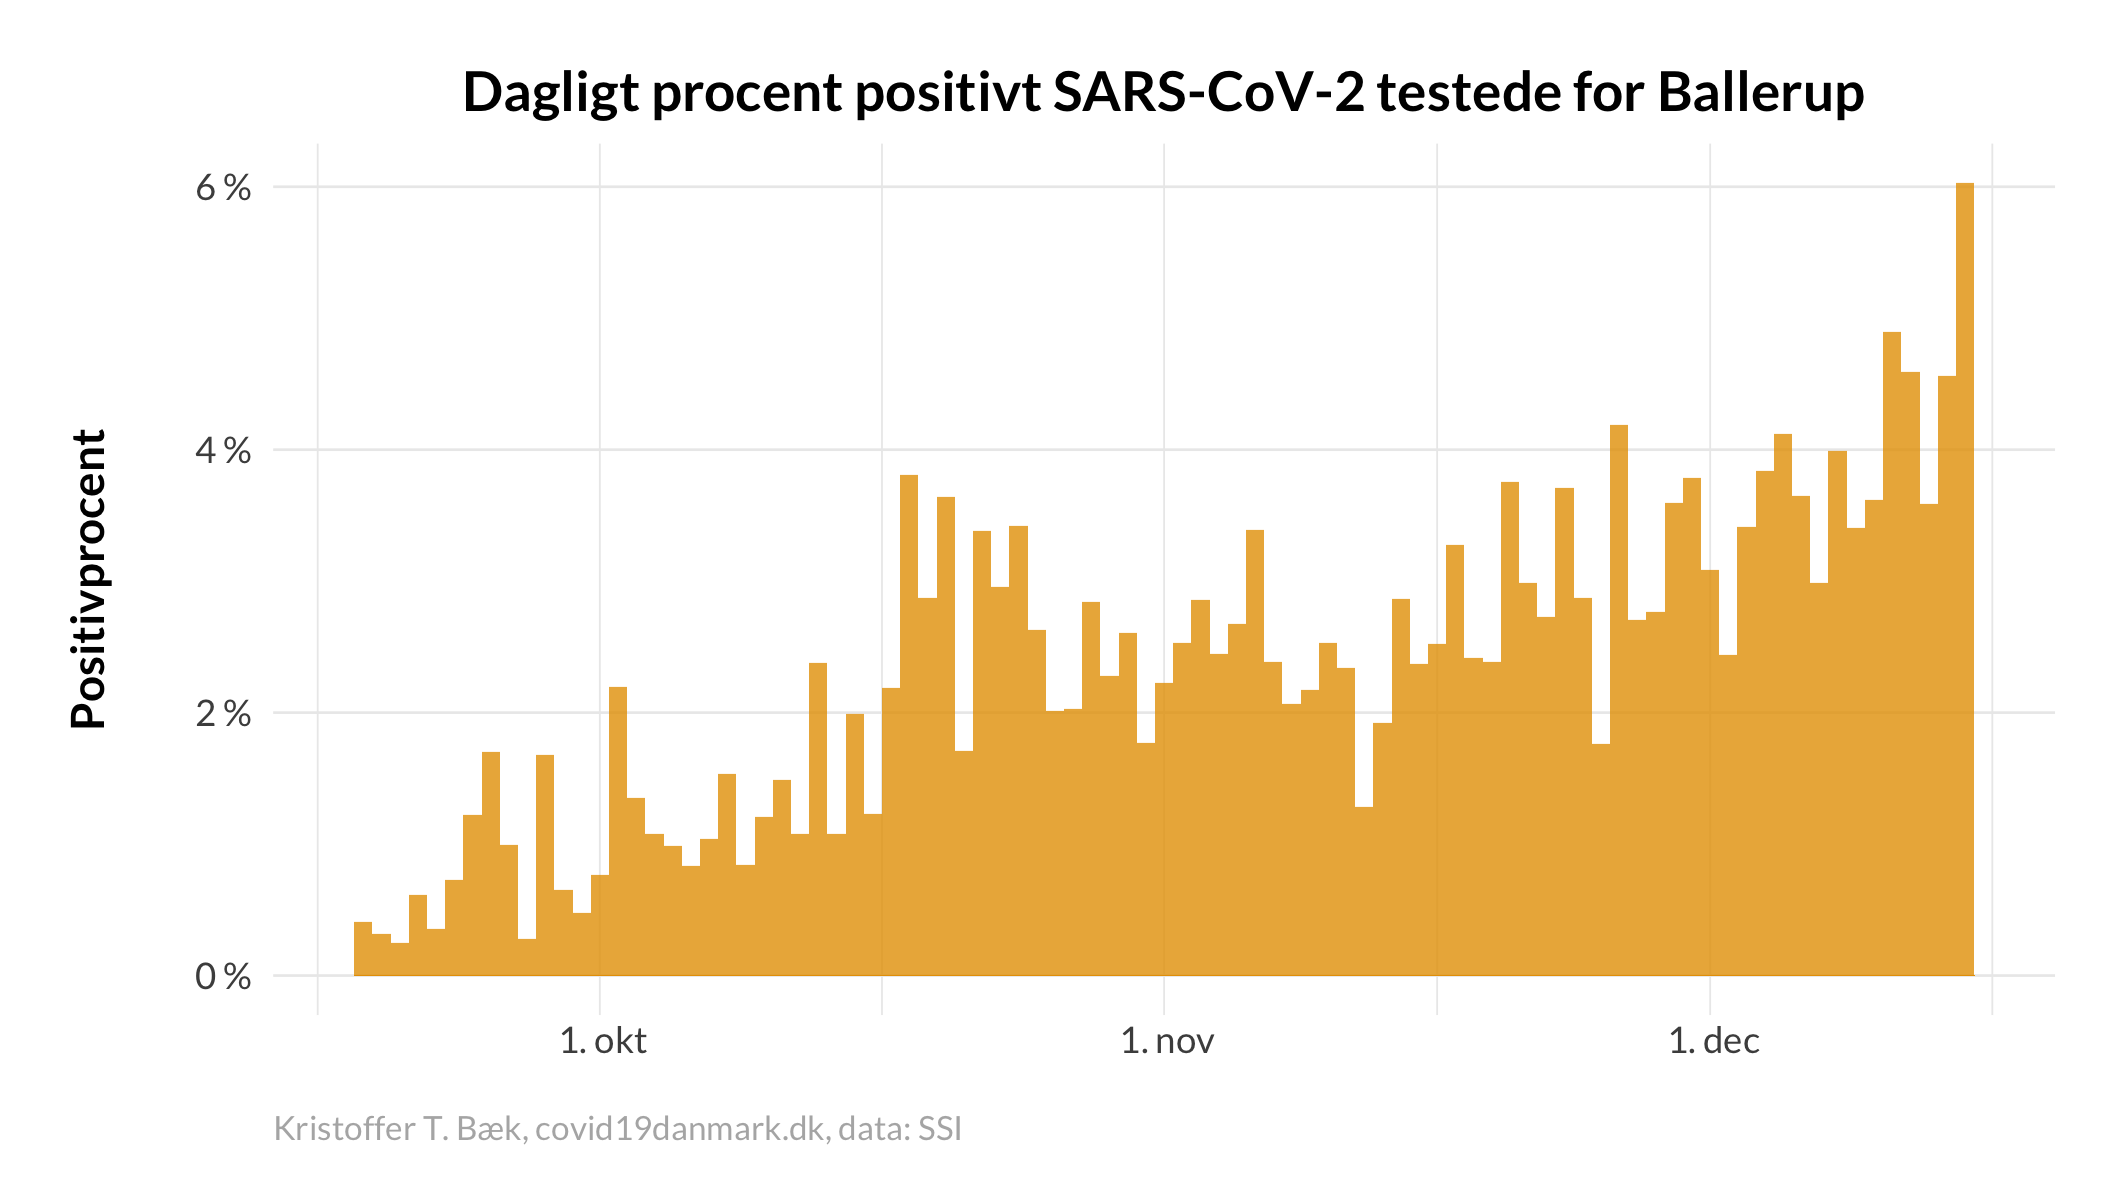 Dagligt procent positivt SARS-CoV-2 testede for Ballerup
Positivprocent
6 %
4 %
2 %
0 %
1. okt
1. nov
1. dec
Kristoffer T. Bæk, covid19danmark.dk, data: SSI